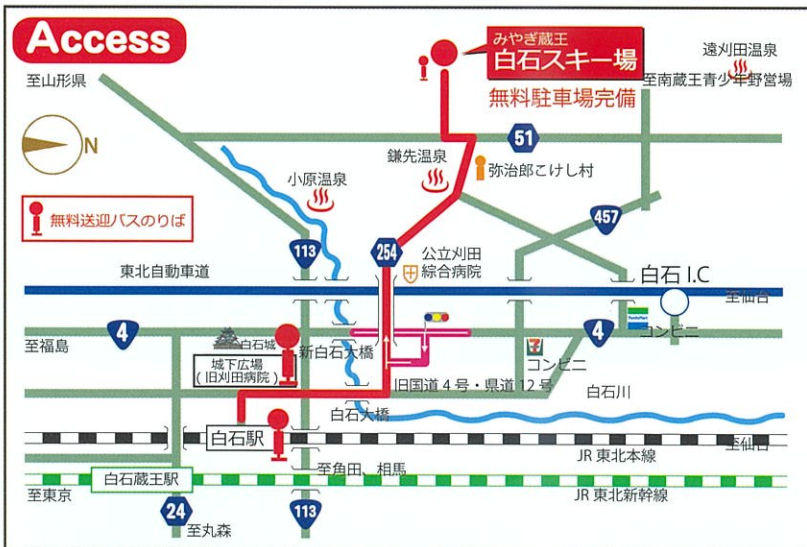 Access
みやぎ蔵王
白石スキー場
無料駐車場完備
遠刈田温泉
至南蔵王青少年野営場
至山形県
N
51
鎌先温泉
弥治郎こけし村
小原温泉
無料送迎バスのりば
457
113
254
公立刈田
綜合病院
東北自動車道
白石 I.C
至仙台
4
白石城
新白石大橋
FamilyMart
コンビニ
4
至福島
城下広場
(旧刈田病院)
7
コンビニ
旧国道4号・県道12号
白石川
白石大橋
白石駅
JR 東北本線
至仙台
至角田、相馬
白石蔵王駅
至東京
JR 東北新幹線
24
至丸森
113